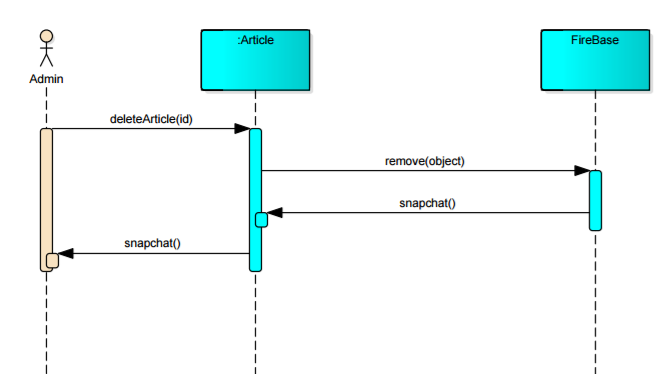 :Article
FireBase
Admin
deleteArticle(id)
remove(object)
snapchat()
snapchat()